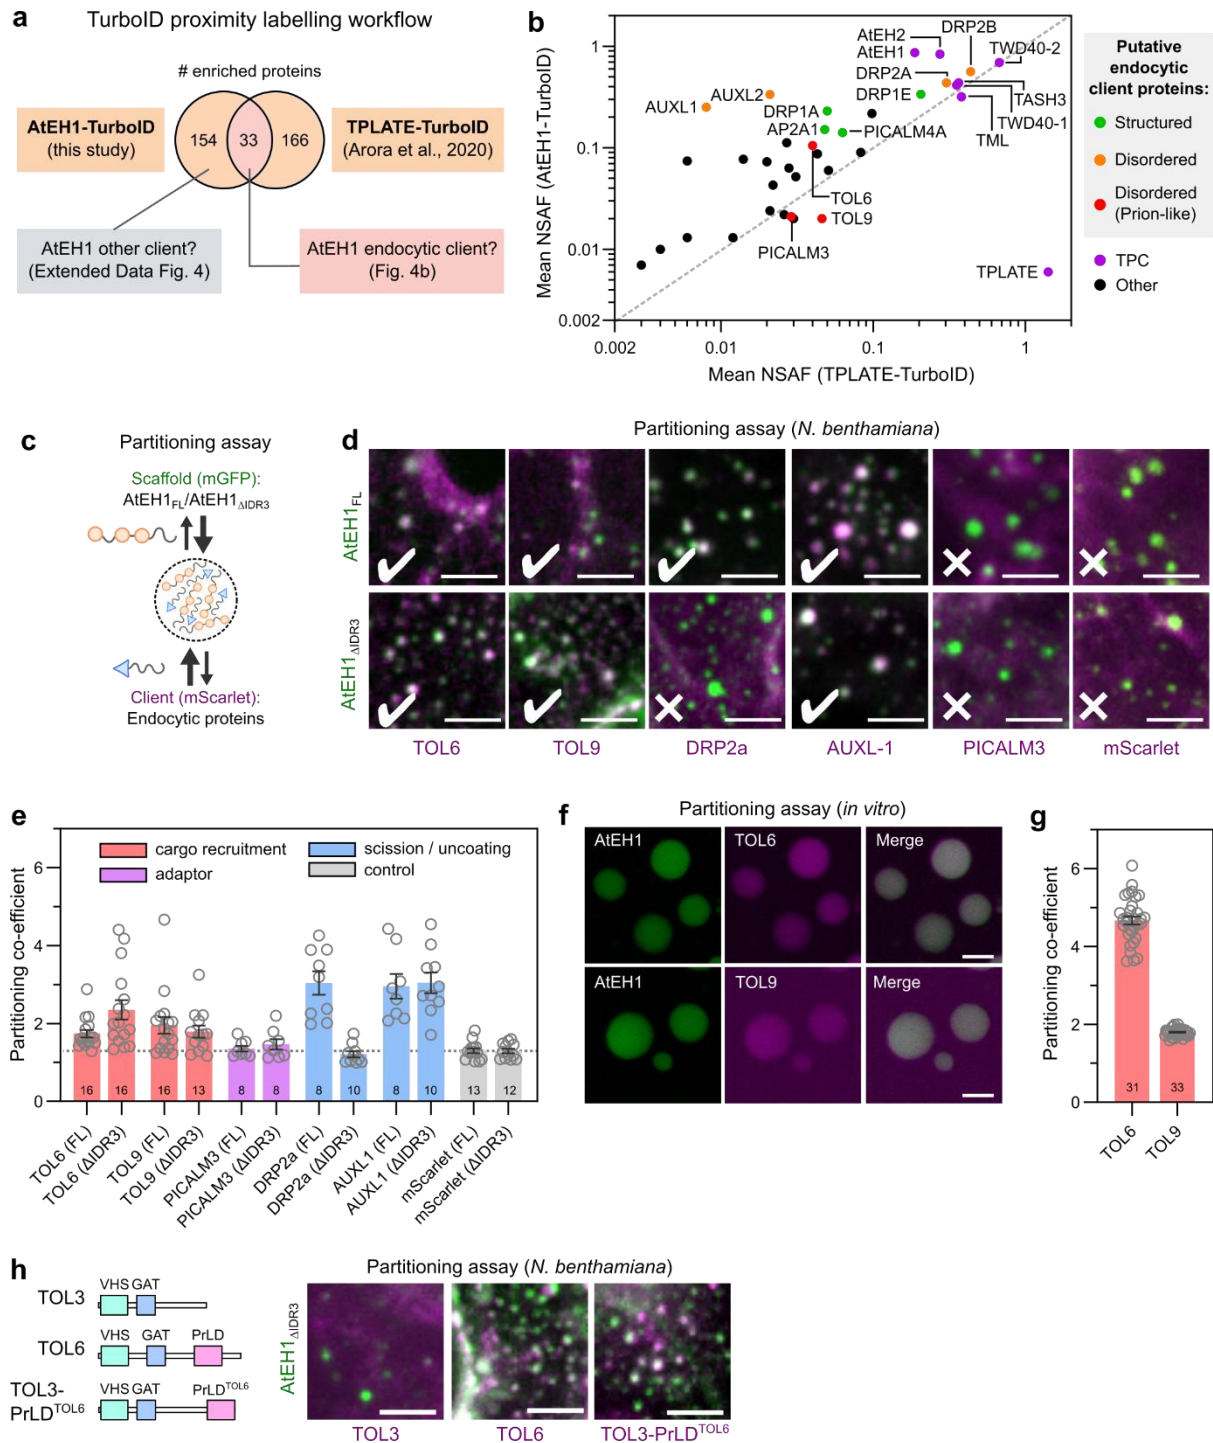 a
TurboID proximity labelling workflow
# enriched proteins
AtEH1-TurboID
(this study)
154
33
166
TPLATE-TurboID
(Arora et al., 2020)
AtEH1 other client?
(Extended Data Fig. 4)
AtEH1 endocytic client?
(Fig. 4b)
b
Mean NSAF (AtEH1-TurboID)
1
0.1
0.01
0.002
0.002
0.01
0.1
1
Mean NSAF (TPLATE-TurboID)
AtEH2
AtEH1
DRP2B
TWD40-2
DRP2A
DRP1E
AUXL1
AUXL2
DRP1A
AP2A1
PICALM4A
TASH3
TWD40-1
TML
TOL6
TOL9
PICALM3
TPLATE
Putative
endocytic
client proteins:
Structured
Disordered
Disordered
(Prion-like)
TPC
Other
c
Partitioning assay
Scaffold (mGFP):
AtEH1FL/AtEH1ΔIDR3
Client (mScarlet):
Endocytic proteins
d
Partitioning assay (N. benthamiana)
AtEH1FL
AtEH1ΔIDR3
TOL6
TOL9
DRP2a
AUXL-1
PICALM3
mScarlet
e
Partitioning co-efficient
6
4
2
0
cargo recruitment
adaptor
scission / uncoating
control
16
16
16
13
8
8
8
10
8
10
13
12
TOL6 (FL)
TOL6 (ΔIDR3)
TOL9 (FL)
TOL9 (ΔIDR3)
PICALM3 (FL)
PICALM3 (ΔIDR3)
DRP2a (FL)
DRP2a (ΔIDR3)
AUXL1 (FL)
AUXL1 (ΔIDR3)
mScarlet (FL)
mScarlet (ΔIDR3)
f
Partitioning assay (in vitro)
AtEH1
TOL6
Merge
AtEH1
TOL9
Merge
g
Partitioning co-efficient
6
4
2
0
31
33
TOL6
TOL9
h
TOL3
VHS GAT
TOL6
VHS GAT PrLD
TOL3-
PrLDTOL6
VHS GAT PrLDTOL6
Partitioning assay (N. benthamiana)
AtEH1ΔIDR3
TOL3
TOL6
TOL3-PrLDTOL6